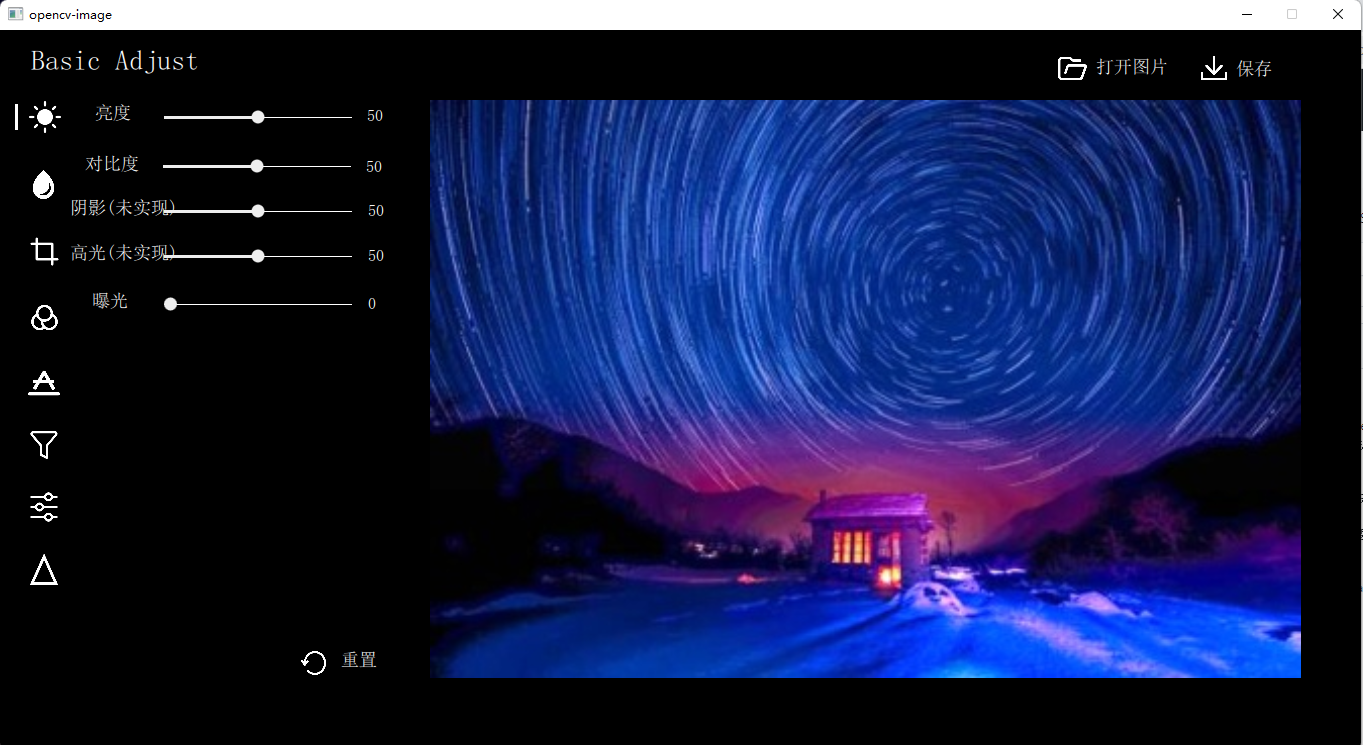 opencv-image
Basic Adjust
打开图片
保存
亮度 50
对比度 50
阴影(未实现) 50
高光(未实现) 50
曝光 0
重置